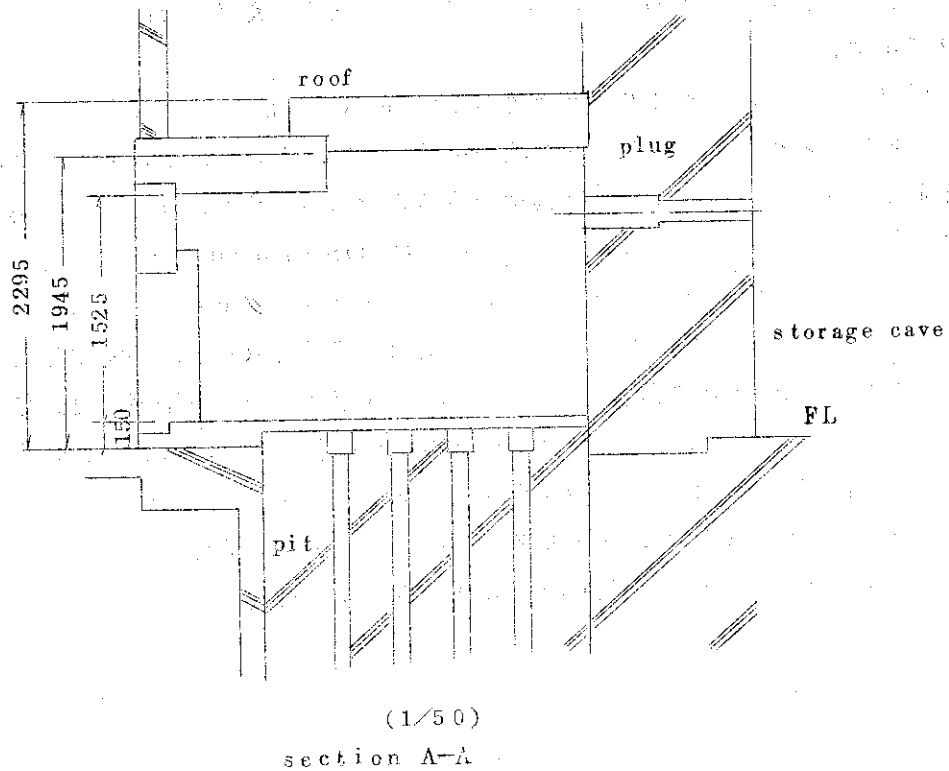 roof
plug
2295
1945
1525
150
storage cave
FL
pit
(1/50)
section A-A